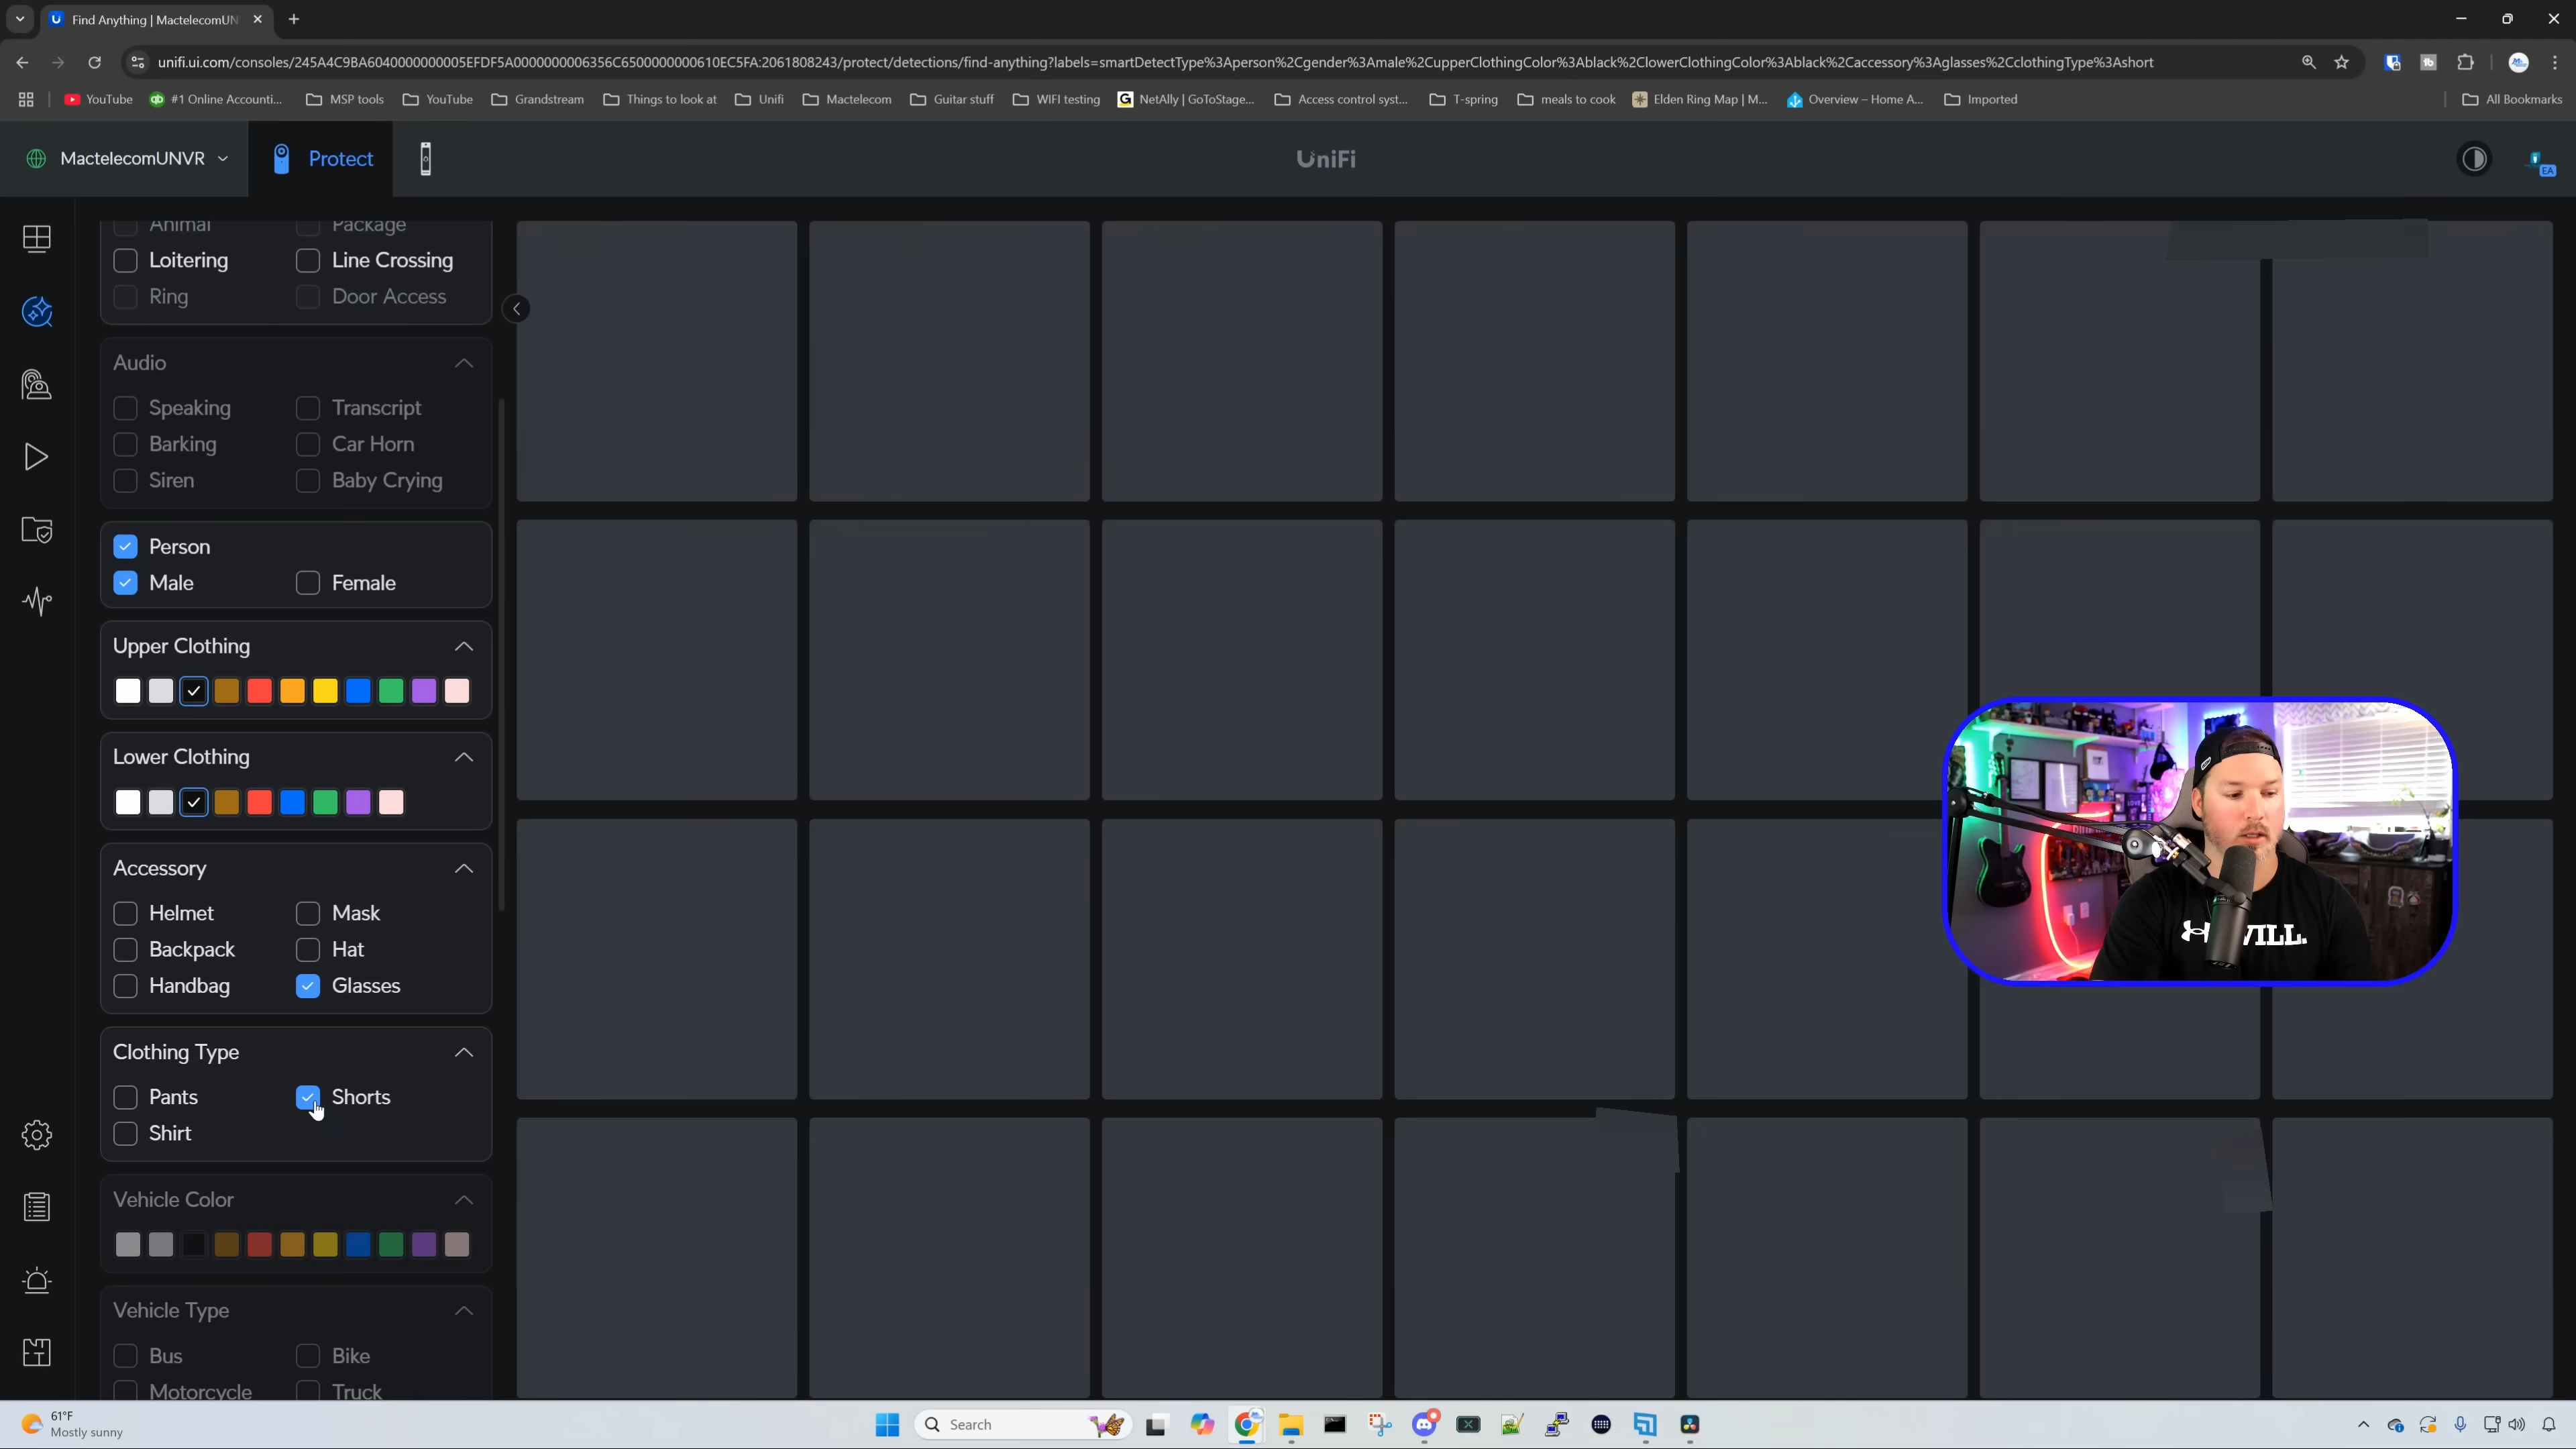 Find Anything | MactelecomUN
unifi.ui.com/consoles/245A4C9BA6040000000005EFDF5A0000000006356C6500000000610EC5FA:2061808243/protect/detections/find-anything?labels=smartDetectType%3Aperson%2Cgender%3Amale%2CupperClothingColor%3Ablack%2ClowerClothingColor%3Ablack%2Caccessory%3Aglasses%2CclothingType%3Ashort
YouTube #1 Online Accounti... MSP tools YouTube Grandstream Things to look at Unifi Mactelecom Guitar stuff WIFI testing NetAlly | GoToStage... Access control syst... T-spring meals to cook Elden Ring Map | M... Overview – Home A... Imported All Bookmarks
MactelecomUNVR Protect UniFi EA
Animal Package
Loitering Line Crossing
Ring Door Access
Audio
Speaking Transcript
Barking Car Horn
Siren Baby Crying
Person
Male Female
Upper Clothing
Lower Clothing
Accessory
Helmet Mask
Backpack Hat
Handbag Glasses
Clothing Type
Pants Shorts
Shirt
Vehicle Color
Vehicle Type
Bus Bike
Motorcycle Truck
61°F
Mostly sunny
Search